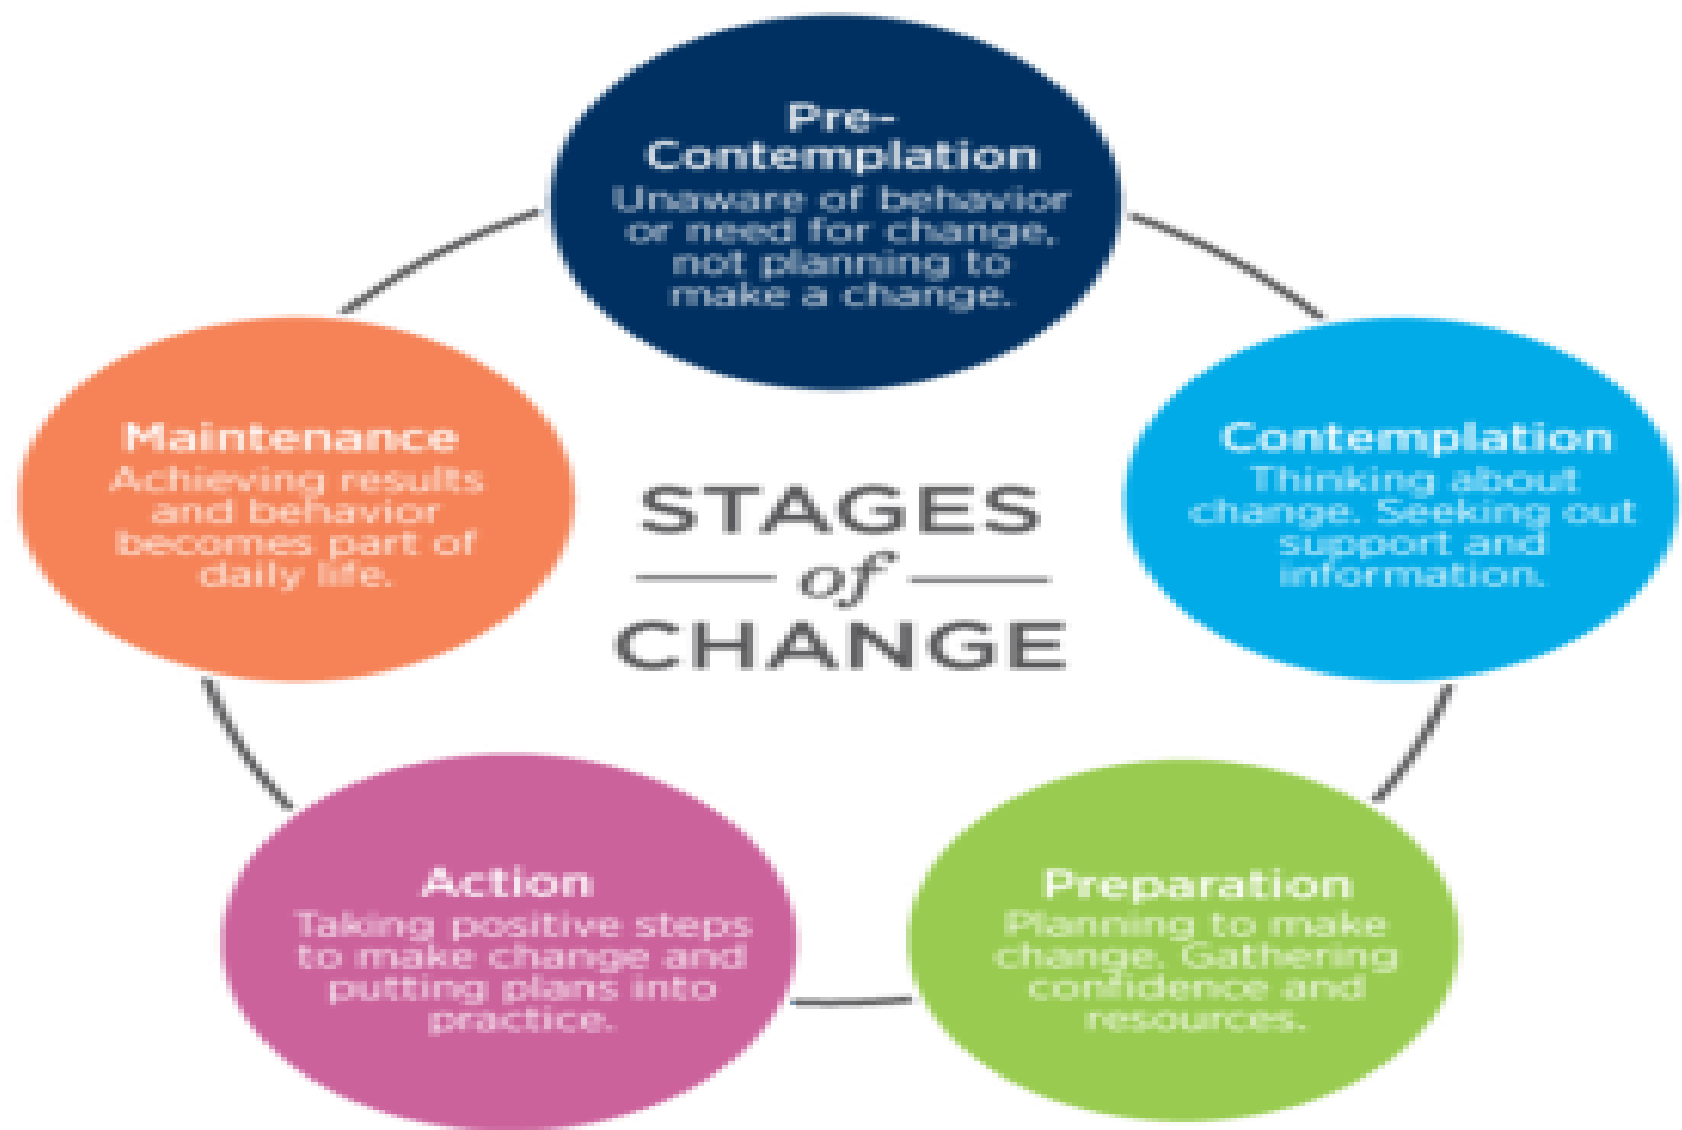 Pre-
Contemplation
Unaware of behavior
or need for change,
not planning to
make a change.
Contemplation
Thinking about
change. Seeking out
support and
information.
Preparation
Planning to make
change. Gathering
confidence and
resources.
Action
Taking positive steps
to make change and
putting plans into
practice.
Maintenance
Achieving results
and behavior
becomes part of
daily life.
STAGES
of
CHANGE